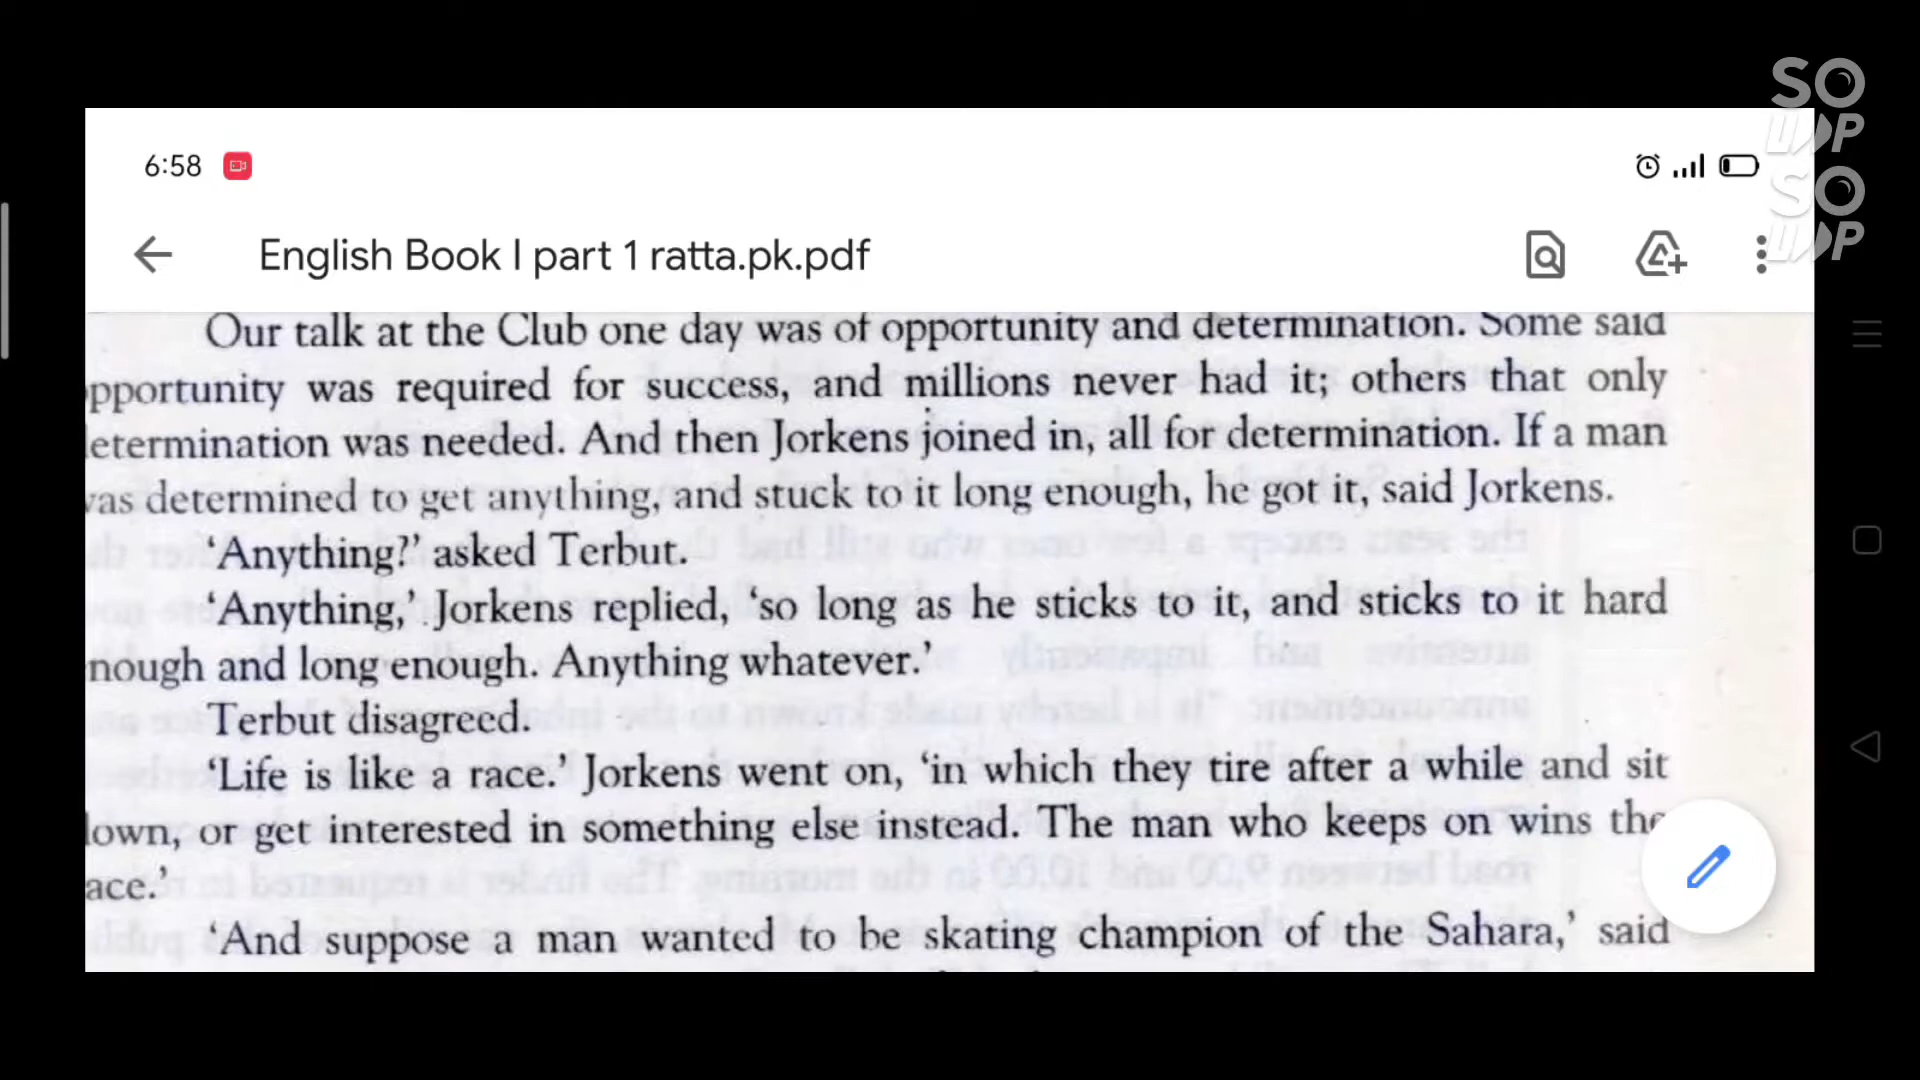 SO
UP
SO
UP
6:58
English Book I part 1 ratta.pk.pdf
Our talk at the Club one day was of opportunity and determination. Some said
pportunity was required for success, and millions never had it; others that only
etermination was needed. And then Jorkens joined in, all for determination. If a man
vas determined to get anything, and stuck to it long enough, he got it, said Jorkens.
‘Anything?’ asked Terbut.
‘Anything,’ Jorkens replied, ‘so long as he sticks to it, and sticks to it hard
nough and long enough. Anything whatever.’
Terbut disagreed.
‘Life is like a race.’ Jorkens went on, ‘in which they tire after a while and sit
lown, or get interested in something else instead. The man who keeps on wins the
ace.’
‘And suppose a man wanted to be skating champion of the Sahara,’ said